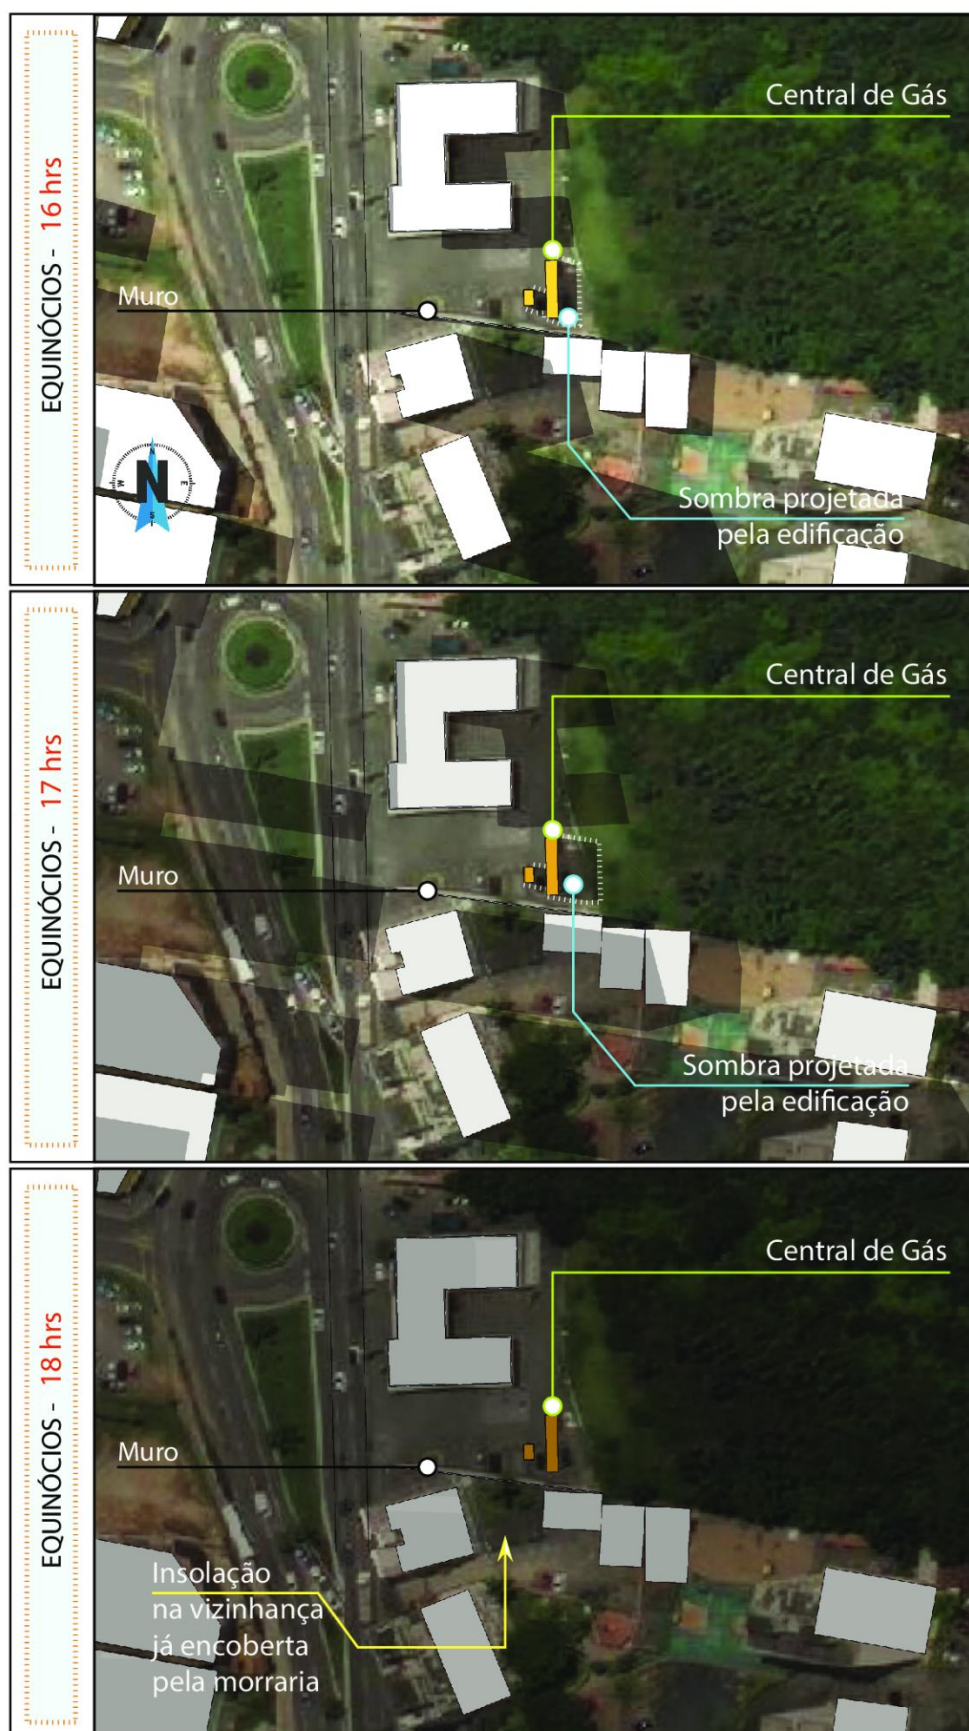 EQUINÓCIOS - 16 hrs
Central de Gás
Muro
N
N
E
S
W
Sombra projetada
pela edificação
EQUINÓCIOS - 17 hrs
Central de Gás
Muro
Sombra projetada
pela edificação
EQUINÓCIOS - 18 hrs
Central de Gás
Muro
Insolação
na vizinhança
já encoberta
pela morraria